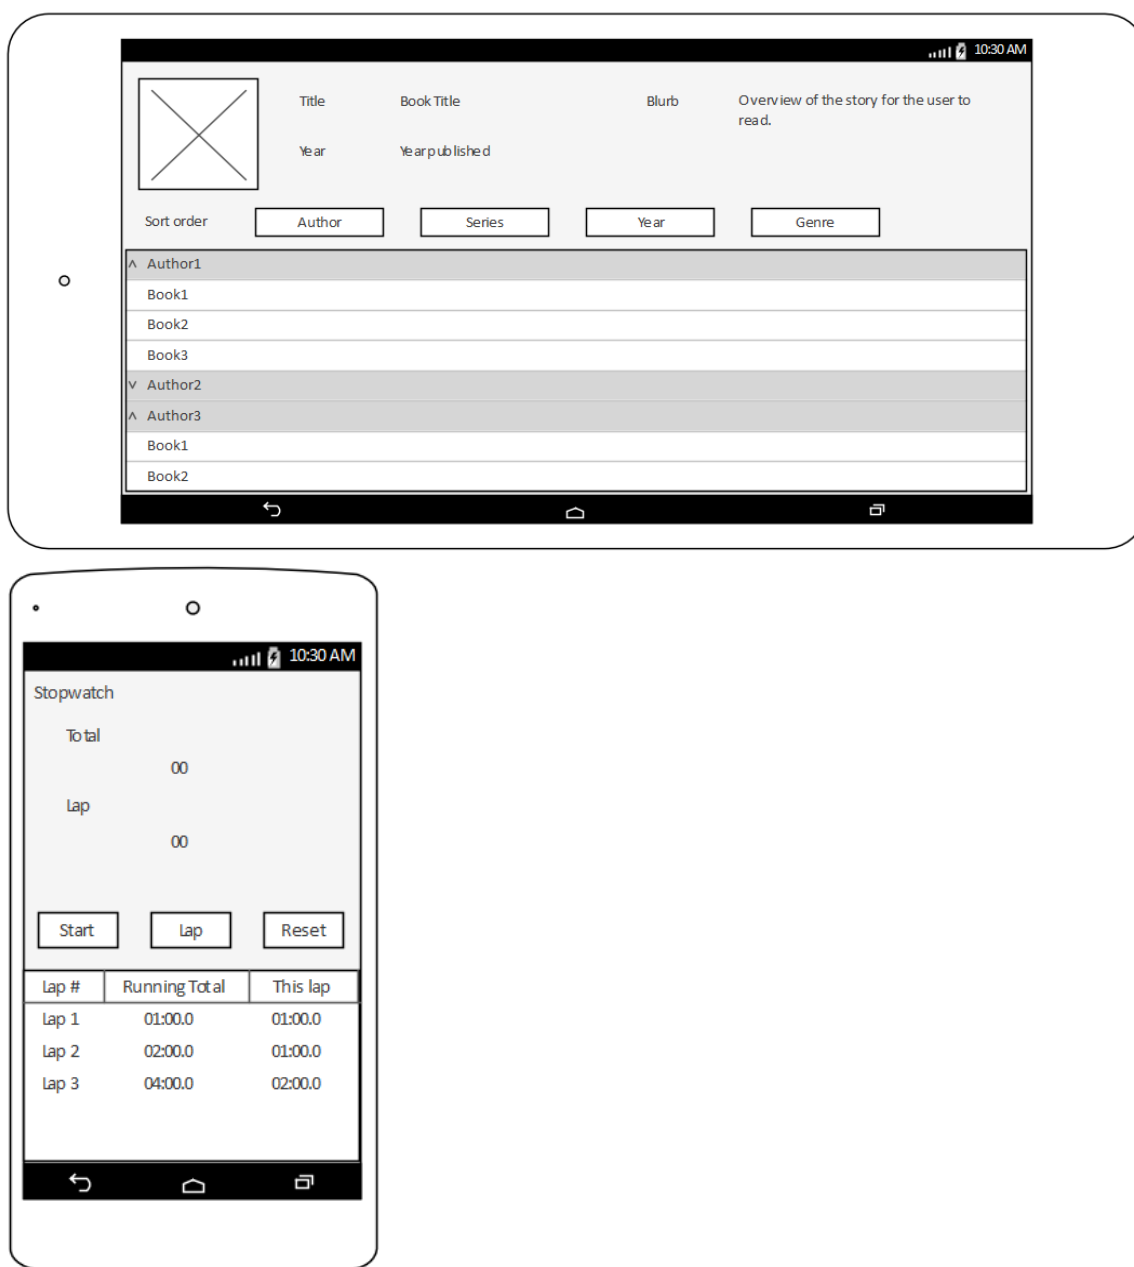 10:30 AM
Title Book Title Blurb Overview of the story for the user to
read.
Year Year published
Sort order Author Series Year Genre
˄ Author1
Book1
Book2
Book3
˅ Author2
˄ Author3
Book1
Book2
10:30 AM
Stopwatch
Total
00
Lap
00
Start Lap Reset
Lap # Running Total This lap
Lap 1 01:00.0 01:00.0
Lap 2 02:00.0 01:00.0
Lap 3 04:00.0 02:00.0